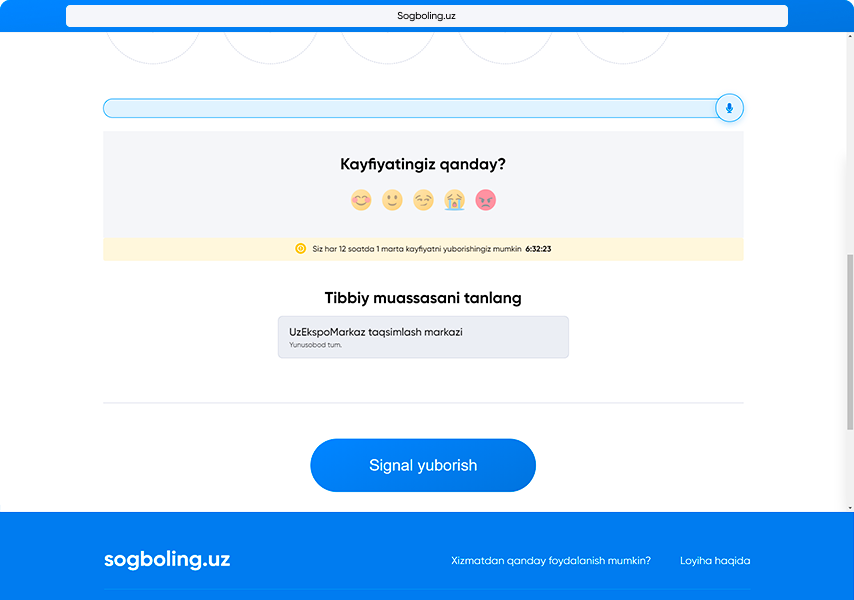 Sogboling.uz
Kayfiyatingiz qanday?
Siz har 12 soatda 1 marta kayfiyatni yuborishingiz mumkin 6:32:23
Tibbiy muassasani tanlang
UzEkspoMarkaz taqsimlash markazi
Yunusobod tum.
Signal yuborish
sogboling.uz
Xizmatdan qanday foydalanish mumkin?
Loyiha haqida